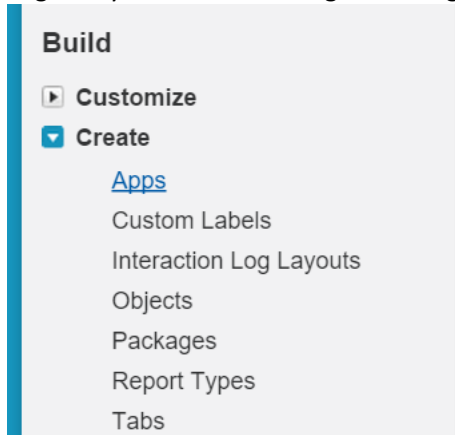 Build
Customize
Create
Apps
Custom Labels
Interaction Log Layouts
Objects
Packages
Report Types
Tabs